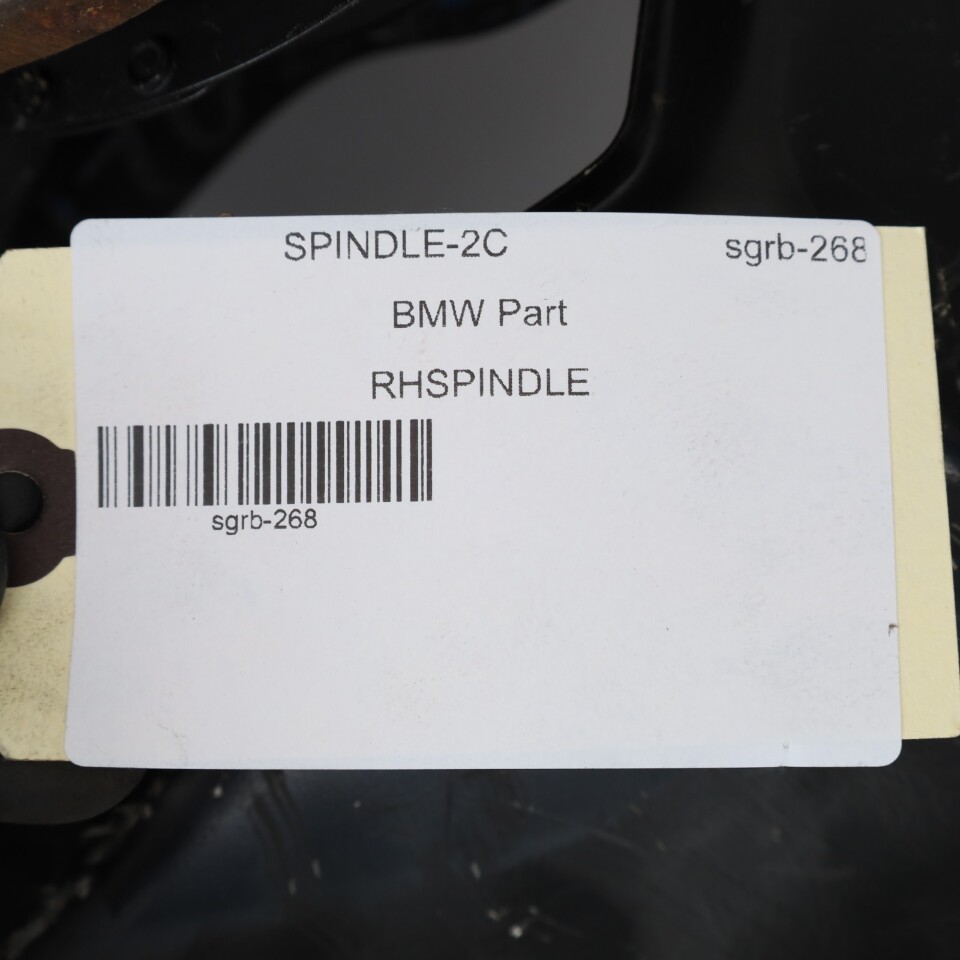 SPINDLE-2C sgrb-268
BMW Part
RHSPINDLE
sgrb-268